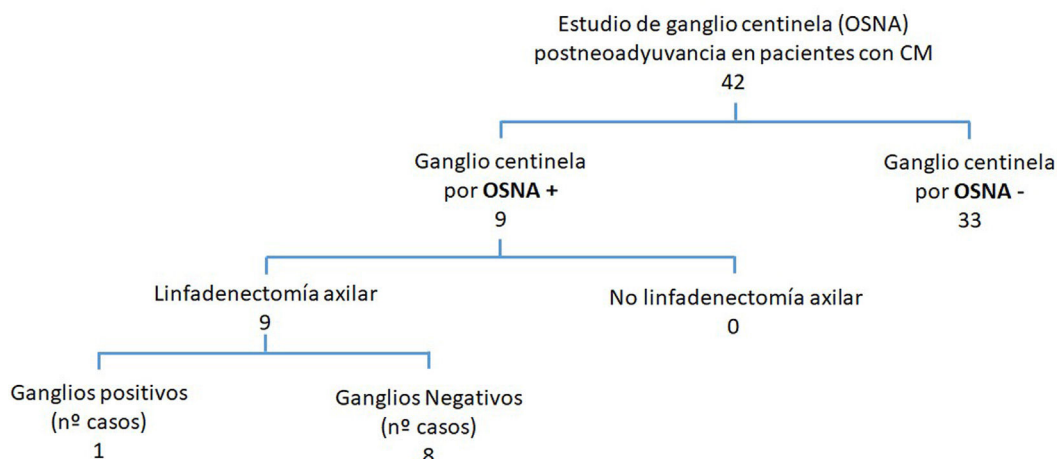 Estudio de ganglio centinela (OSNA)
postneoadyuvancia en pacientes con CM
42
Ganglio centinela
por OSNA +
9
Ganglio centinela
por OSNA -
33
Linfadenectomía axilar
9
No linfadenectomía axilar
0
Ganglios positivos
(nº casos)
1
Ganglios Negativos
(nº casos)
8